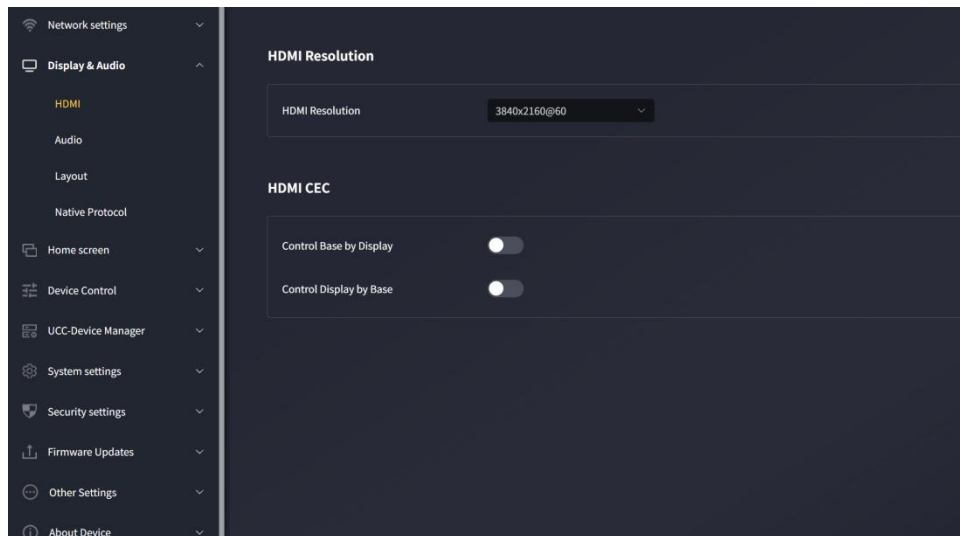 Network settings
Display & Audio
HDMI
Audio
Layout
Native Protocol
Home screen
Device Control
UCC-Device Manager
System settings
Security settings
Firmware Updates
Other Settings
About Device
HDMI Resolution
HDMI Resolution 3840x2160@60
HDMI CEC
Control Base by Display
Control Display by Base